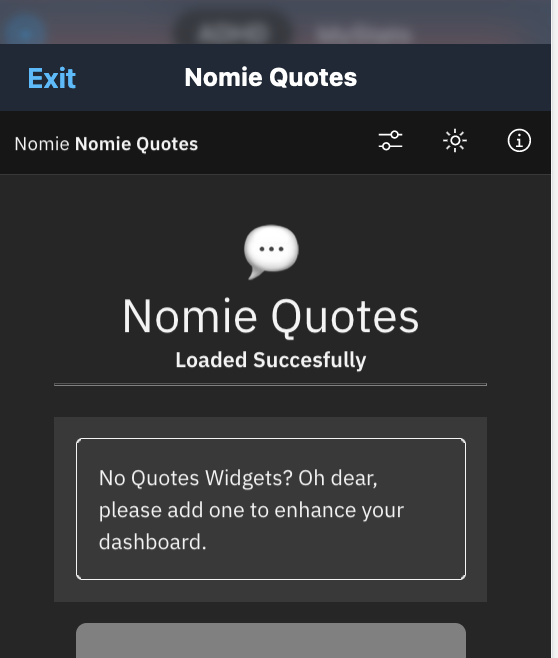 ADHD
Exit
Nomie Quotes
Nomie Nomie Quotes
Nomie Quotes
Loaded Succesfully
No Quotes Widgets? Oh dear,
please add one to enhance your
dashboard.